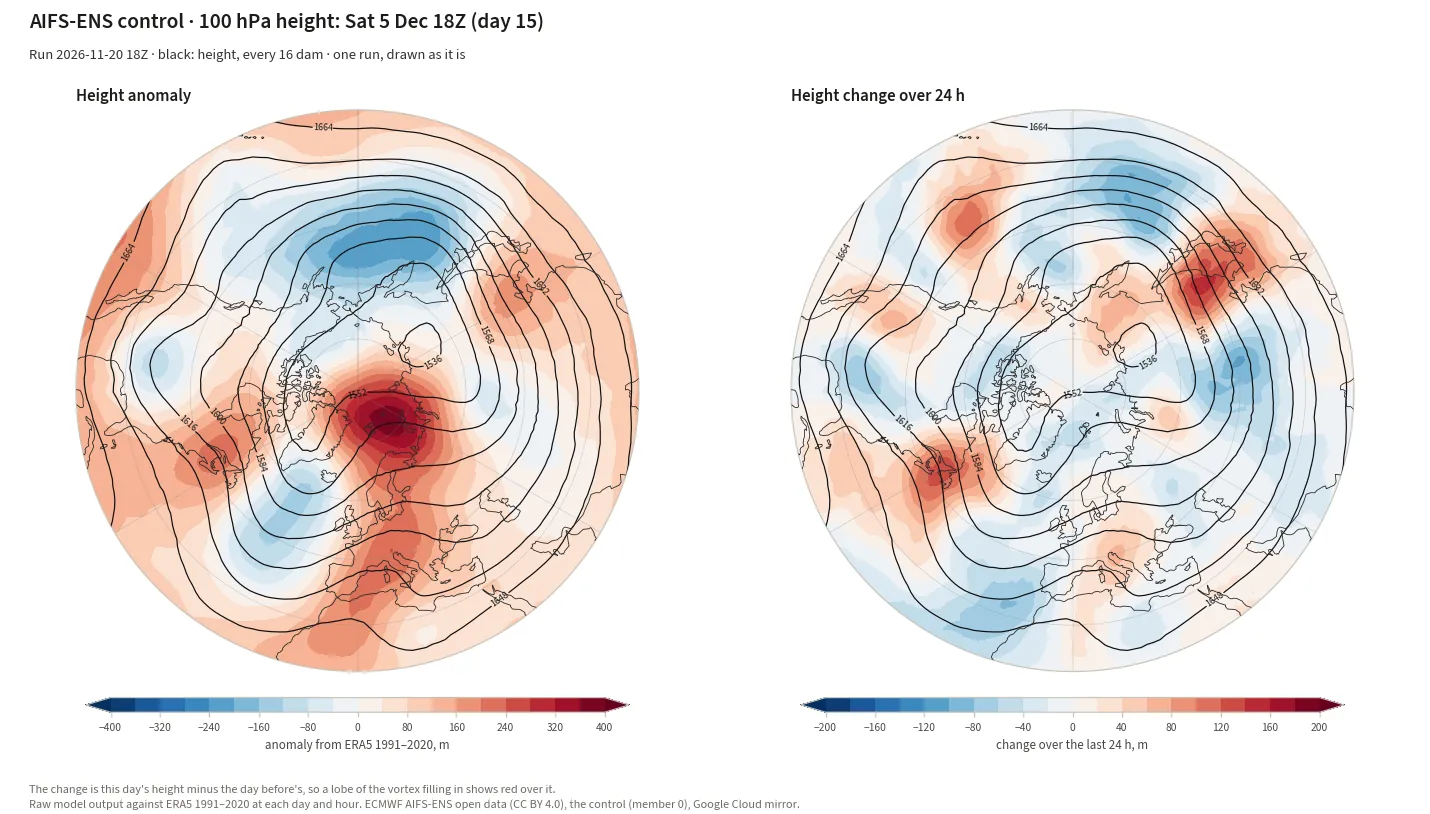 AIFS-ENS control · 100 hPa height: Sat 5 Dec 18Z (day 15)
Run 2026-11-20 18Z · black: height, every 16 dam · one run, drawn as it is
Height anomaly
Height change over 24 h
1664
1664
1568
1536
1552
1616
1600
1584
1648
1664
1664
1568
1536
1552
1616
1600
1584
1648
−400 −320 −240 −160 −80 0 80 160 240 320 400
anomaly from ERA5 1991–2020, m
−200 −160 −120 −80 −40 0 40 80 120 160 200
change over the last 24 h, m
The change is this day's height minus the day before's, so a lobe of the vortex filling in shows red over it.
Raw model output against ERA5 1991–2020 at each day and hour. ECMWF AIFS-ENS open data (CC BY 4.0), the control (member 0), Google Cloud mirror.